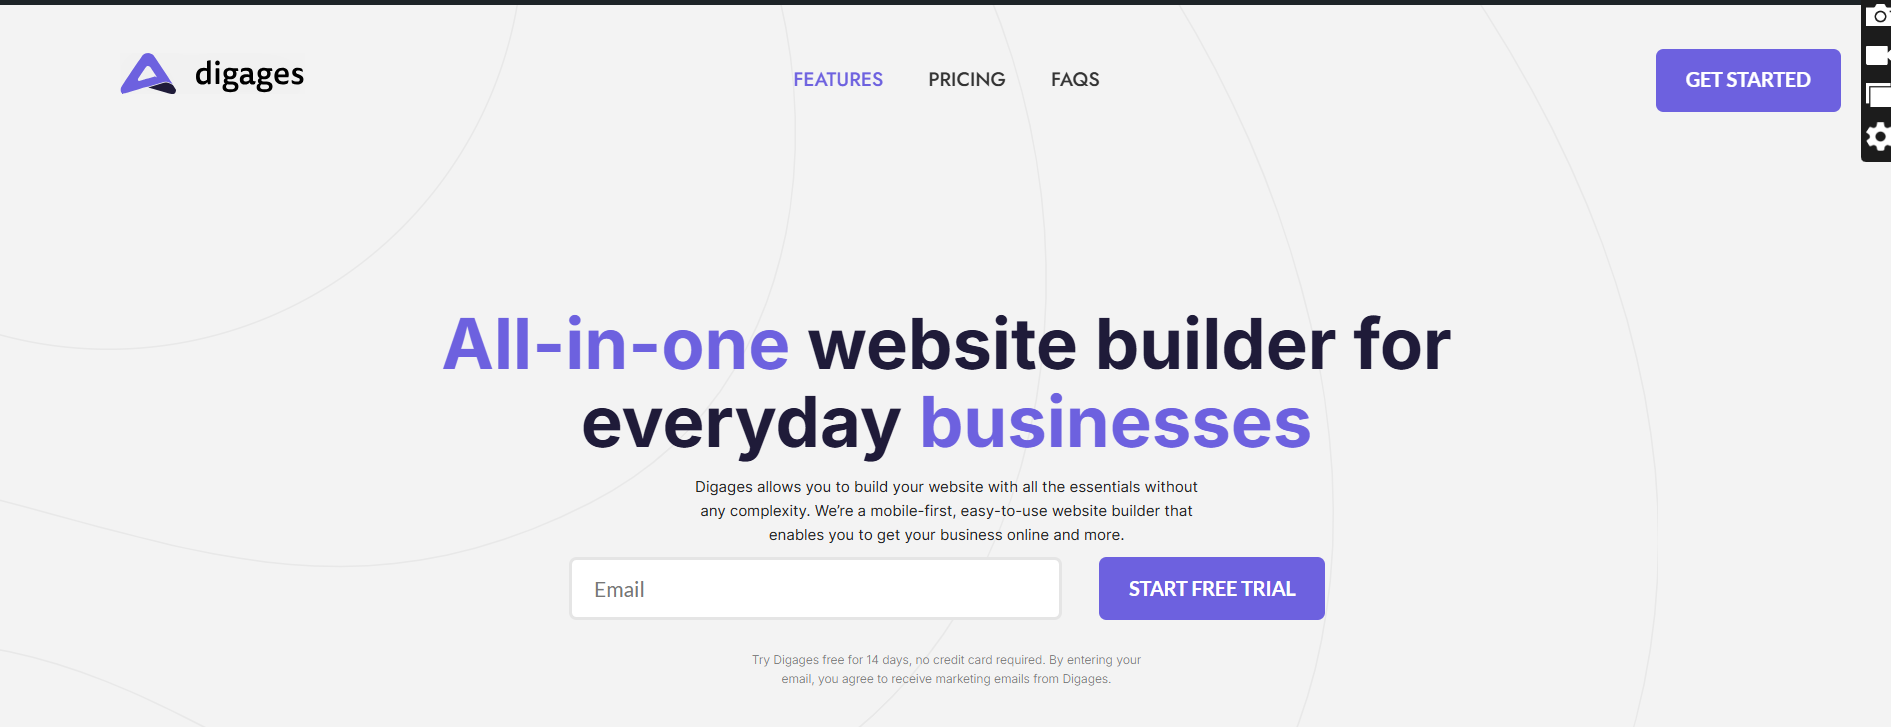 digages
FEATURES PRICING FAQS
GET STARTED
All-in-one website builder for
everyday businesses
Digages allows you to build your website with all the essentials without
any complexity. We’re a mobile-first, easy-to-use website builder that
enables you to get your business online and more.
Email
START FREE TRIAL
Try Digages free for 14 days, no credit card required. By entering your
email, you agree to receive marketing emails from Digages.